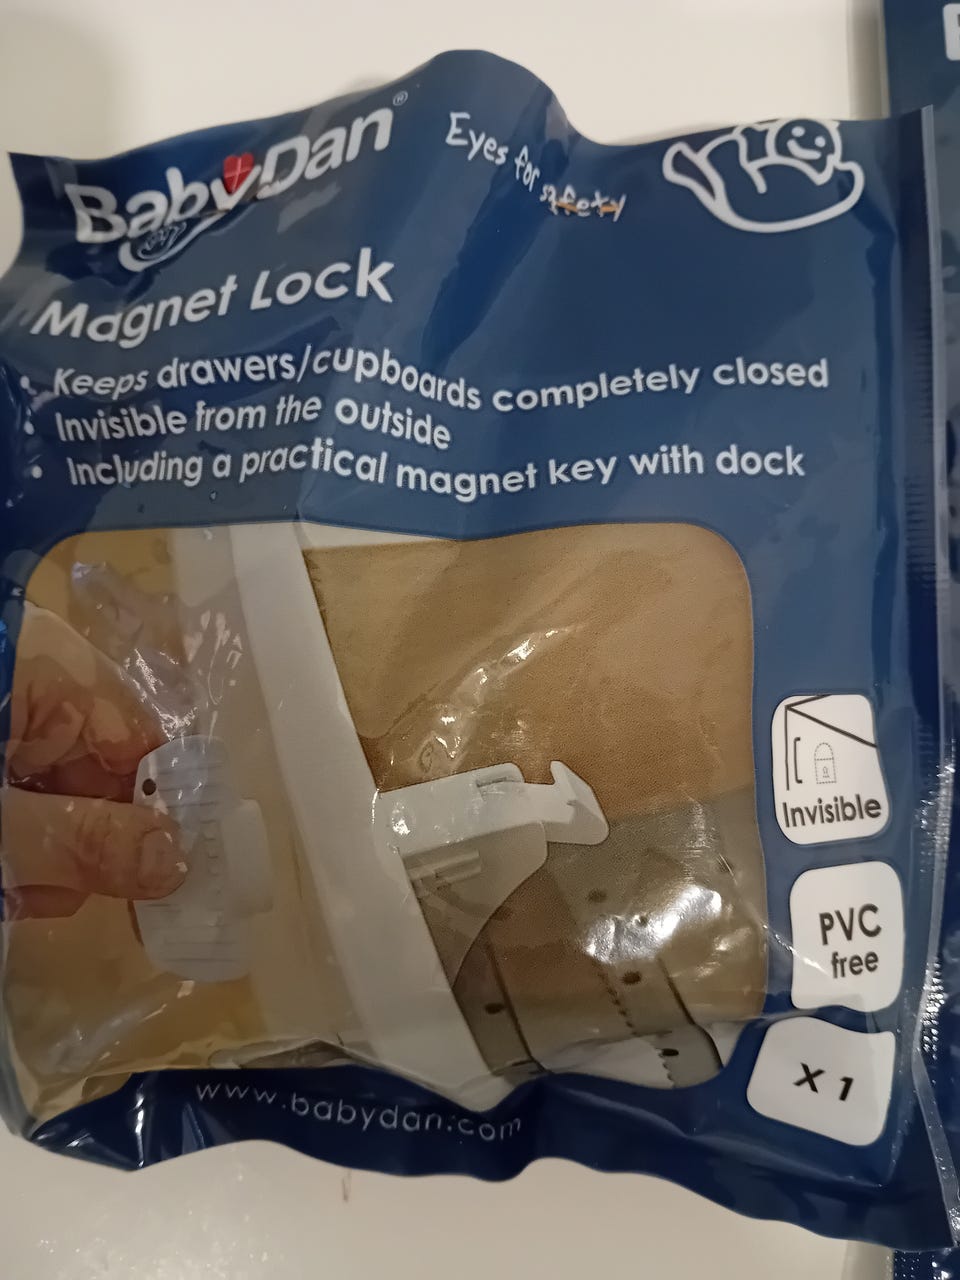 BabyDan®
Eyes for safety
Magnet Lock
• Keeps drawers/cupboards completely closed
• Invisible from the outside
• Including a practical magnet key with dock
Invisible
PVC
free
X 1
www.babydan.com